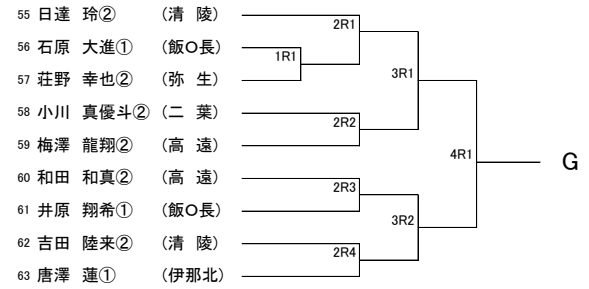 55 日達 玲② (清 陵)
2R1
56 石原 大進① (飯O長)
1R1
3R1
57 荘野 幸也② (弥 生)
58 小川 真優斗② (二 葉)
2R2
59 梅澤 龍翔② (高 遠)
4R1 G
60 和田 和真② (高 遠)
2R3
61 井原 翔希① (飯O長)
3R2
62 吉田 陸来② (清 陵)
2R4
63 唐澤 蓮① (伊那北)